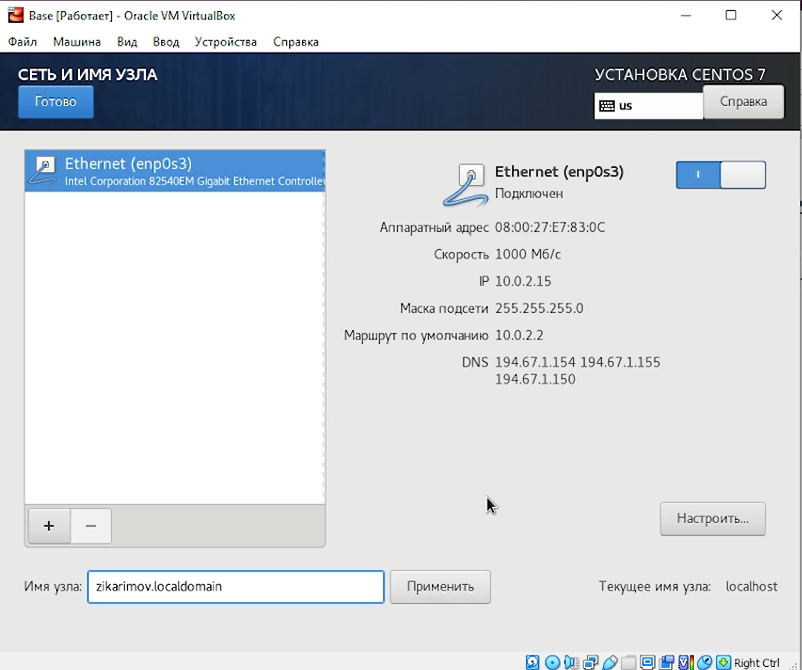 Base [Работает] - Oracle VM VirtualBox
Файл Машина Вид Ввод Устройства Справка
СЕТЬ И ИМЯ УЗЛА
Готово
УСТАНОВКА CENTOS 7
us
Справка
Ethernet (enp0s3)
Intel Corporation 82540EM Gigabit Ethernet Controller
Ethernet (enp0s3)
Подключен
Аппаратный адрес 08:00:27:E7:83:0C
Скорость 1000 Мб/с
IP 10.0.2.15
Маска подсети 255.255.255.0
Маршрут по умолчанию 10.0.2.2
DNS 194.67.1.154 194.67.1.155
194.67.1.150
+ −
Настроить...
Имя узла: zikarimov.localdomain
Применить
Текущее имя узла: localhost
Right Ctrl